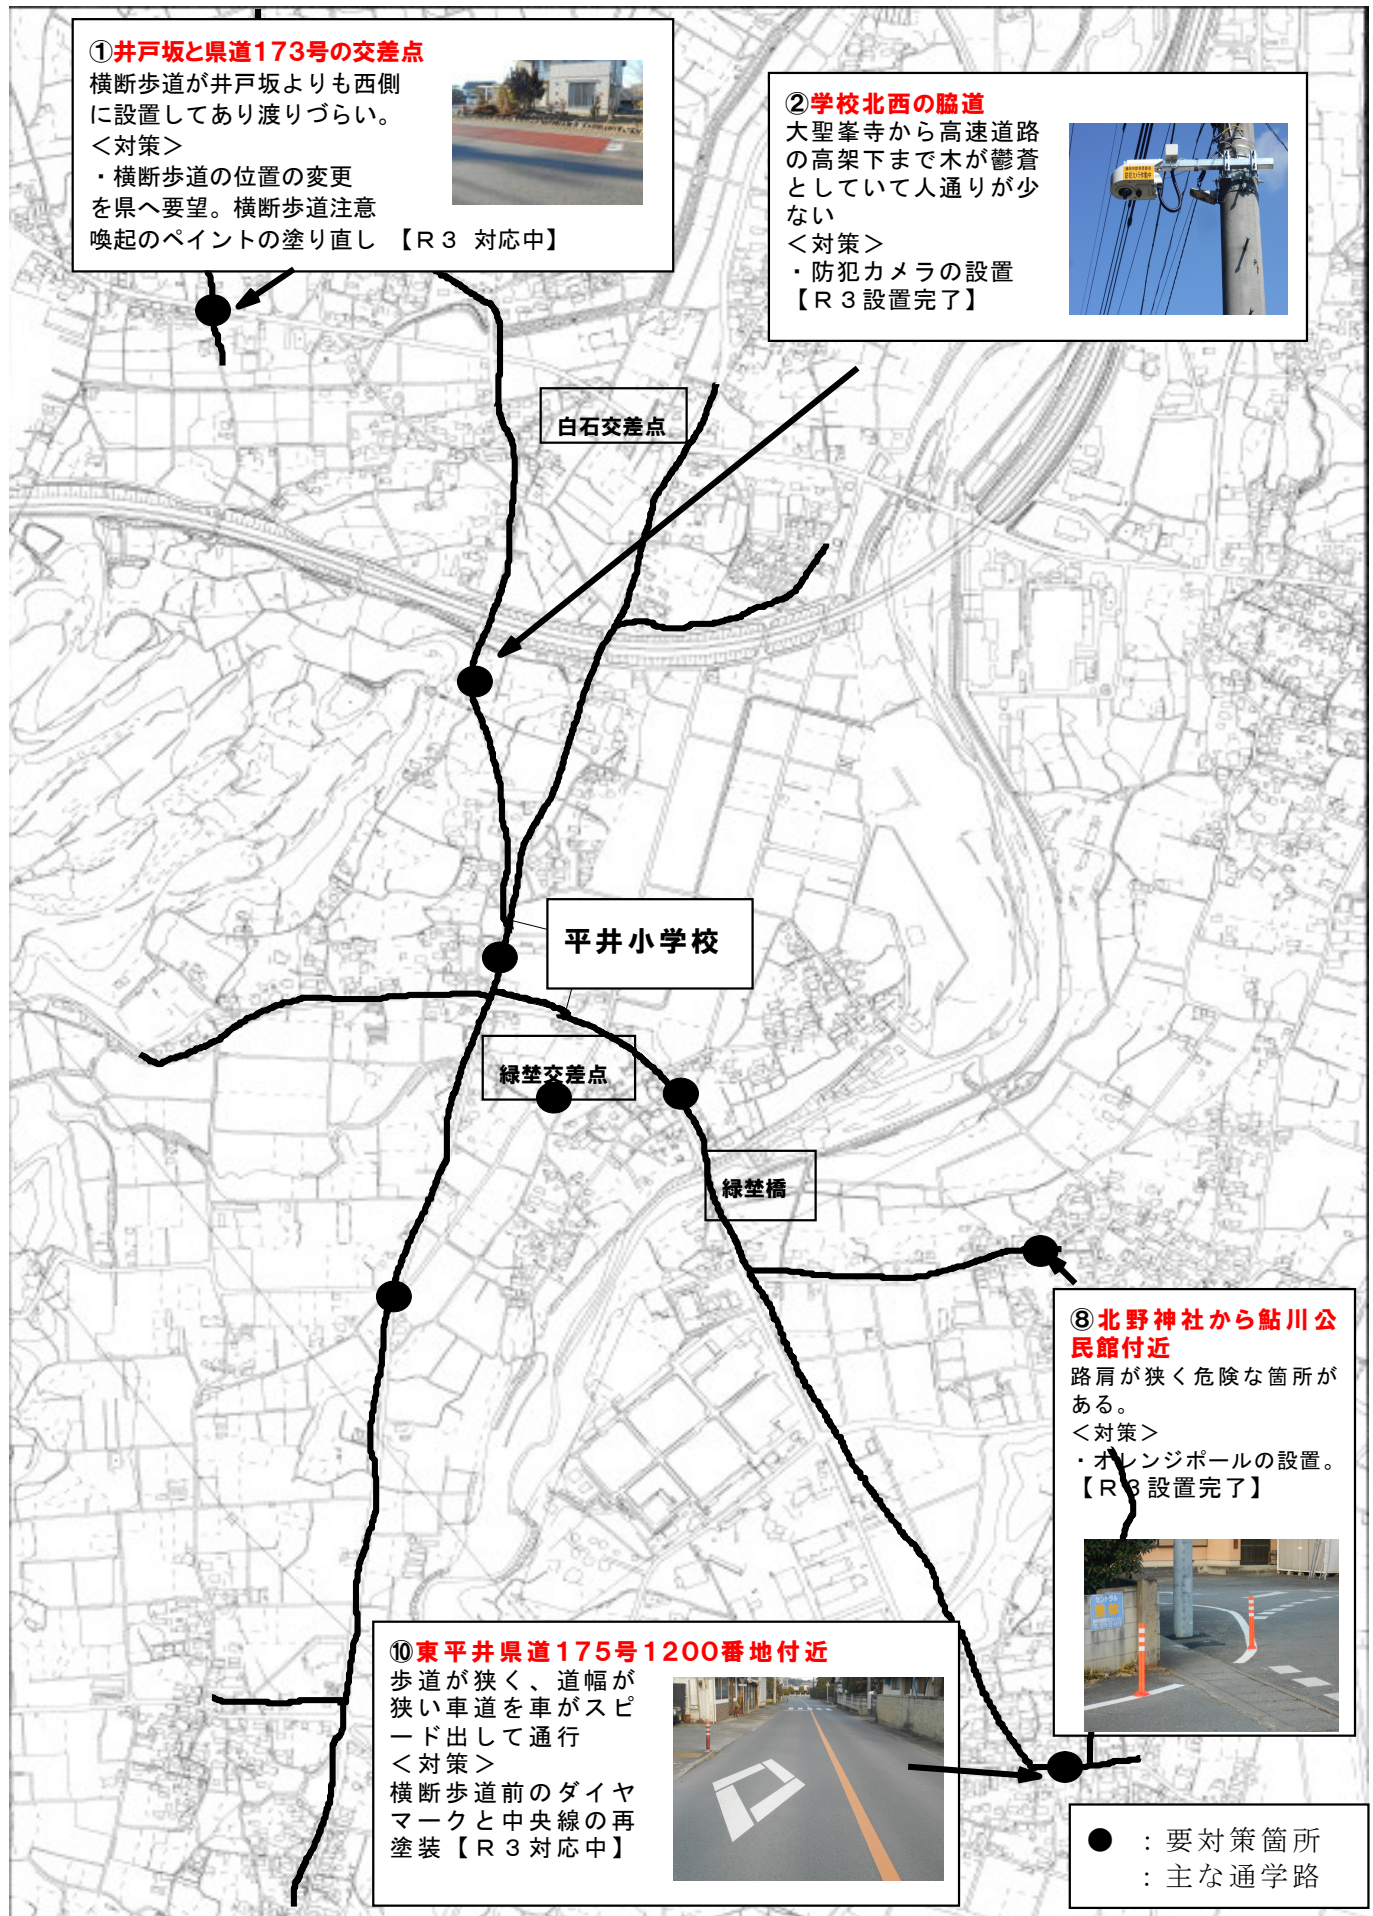 ①井戸坂と県道173号の交差点
横断歩道が井戸坂よりも西側
に設置してあり渡りづらい。
＜対策＞
・横断歩道の位置の変更
を県へ要望。横断歩道注意
喚起のペイントの塗り直し 【Ｒ３ 対応中】
②学校北西の脇道
大聖峯寺から高速道路
の高架下まで木が鬱蒼
としていて人通りが少
ない
＜対策＞
・防犯カメラの設置
【Ｒ３設置完了】
白石交差点
平井小学校
緑埜交差点
緑埜橋
⑧北野神社から鮎川公
民館付近
路肩が狭く危険な箇所が
ある。
＜対策＞
・オレンジポールの設置。
【Ｒ３設置完了】
⑩東平井県道175号1200番地付近
歩道が狭く、道幅が
狭い車道を車がスピ
ード出して通行
＜対策＞
横断歩道前のダイヤ
マークと中央線の再
塗装【Ｒ３対応中】
● ：要対策箇所
：主な通学路